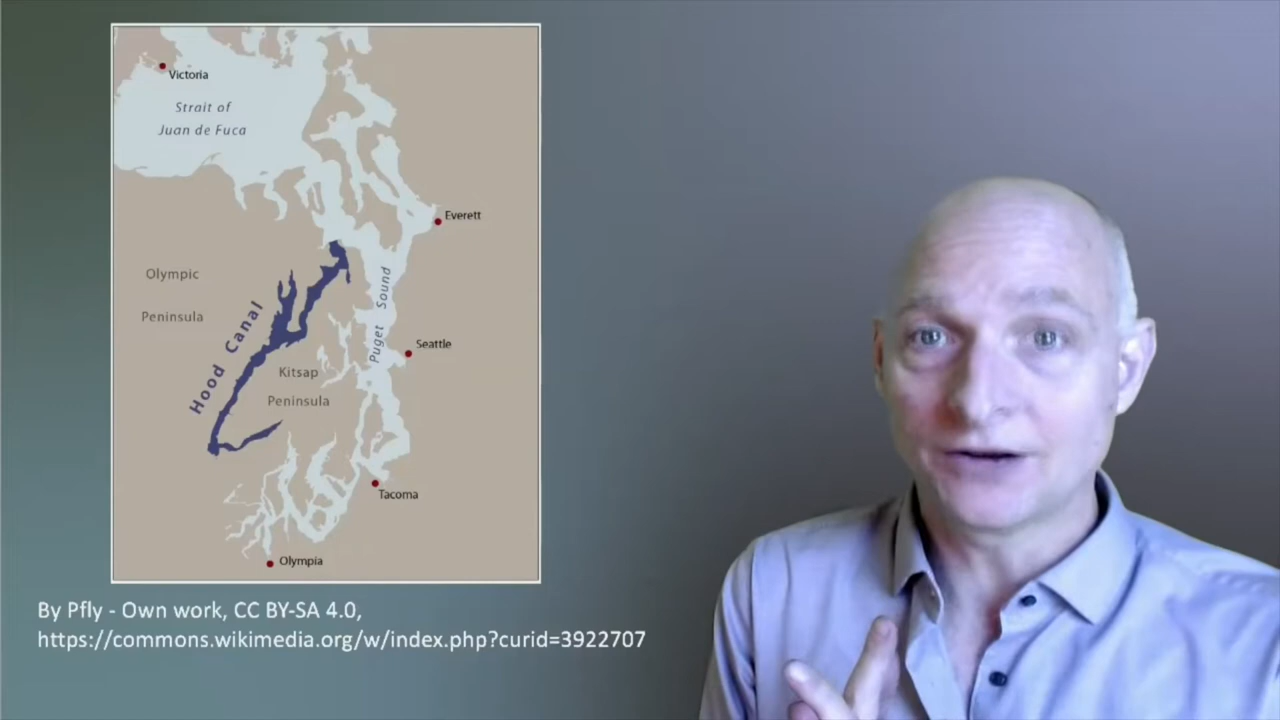 Victoria
Strait of
Juan de Fuca
Everett
Olympic
Peninsula
Hood Canal
Puget Sound
Seattle
Kitsap
Peninsula
Tacoma
Olympia
By Pfly - Own work, CC BY-SA 4.0,
https://commons.wikimedia.org/w/index.php?curid=3922707